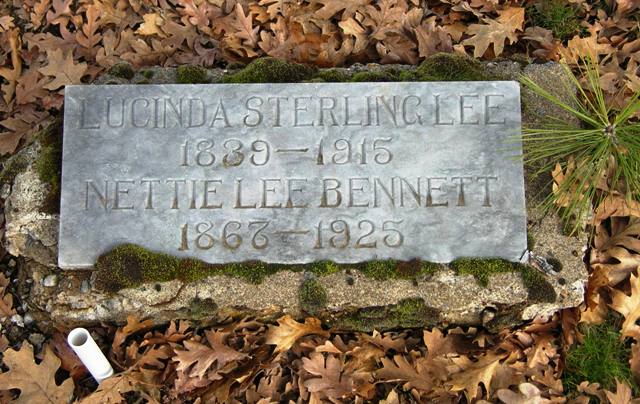 LUCINDA STERLING LEE
1839–1915
NETTIE LEE BENNETT
1867–1925